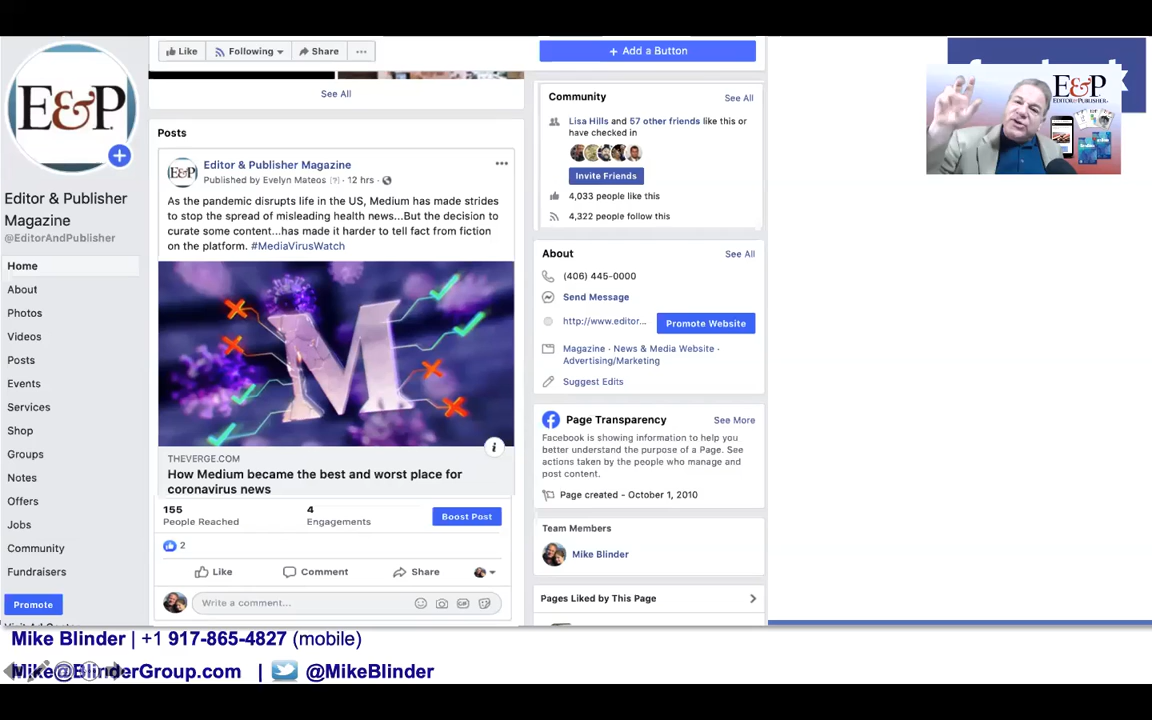 E&P
Editor & Publisher
Magazine
@EditorAndPublisher
Home
About
Photos
Videos
Posts
Events
Services
Shop
Groups
Notes
Offers
Jobs
Community
Fundraisers
Promote
Like
Following
Share
...
See All
Posts
E&P
Editor & Publisher Magazine
...
Published by Evelyn Mateos [?] · 12 hrs ·
As the pandemic disrupts life in the US, Medium has made strides
to stop the spread of misleading health news...But the decision to
curate some content...has made it harder to tell fact from fiction
on the platform. #MediaVirusWatch
M
i
THEVERGE.COM
How Medium became the best and worst place for
coronavirus news
155
People Reached
4
Engagements
Boost Post
2
Like
Comment
Share
Write a comment...
GIF
+ Add a Button
Community
See All
Lisa Hills and 57 other friends like this or
have checked in
Invite Friends
4,033 people like this
4,322 people follow this
About
See All
(406) 445-0000
Send Message
http://www.editor...
Promote Website
Magazine · News & Media Website ·
Advertising/Marketing
Suggest Edits
Page Transparency
See More
Facebook is showing information to help you
better understand the purpose of a Page. See
actions taken by the people who manage and
post content.
Page created - October 1, 2010
Team Members
Mike Blinder
Pages Liked by This Page
E&P
EDITOR&PUBLISHER
Mike Blinder | +1 917-865-4827 (mobile)
Mike@BlinderGroup.com | @MikeBlinder